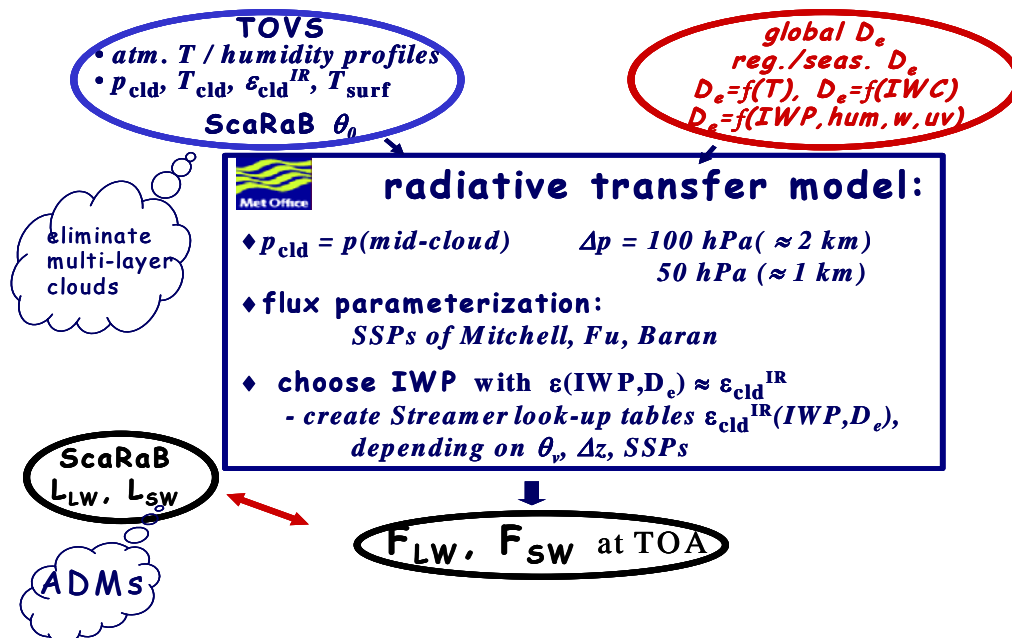 TOVS
• atm. T / humidity profiles
• p_cld, T_cld, ε_cld^IR, T_surf
ScaRaB θ_0
global D_e
reg./seas. D_e
D_e=f(T), D_e=f(IWC)
D_e=f(IWP,hum,w,uv)
eliminate
multi-layer
clouds
Met Office
radiative transfer model:
♦ p_cld = p(mid-cloud) Δp = 100 hPa( ≈ 2 km)
50 hPa (≈ 1 km)
♦ flux parameterization:
SSPs of Mitchell, Fu, Baran
♦ choose IWP with ε(IWP,D_e) ≈ ε_cld^IR
- create Streamer look-up tables ε_cld^IR(IWP,D_e),
depending on θ_v, Δz, SSPs
ScaRaB
L_LW, L_SW
F_LW, F_SW at TOA
ADMs